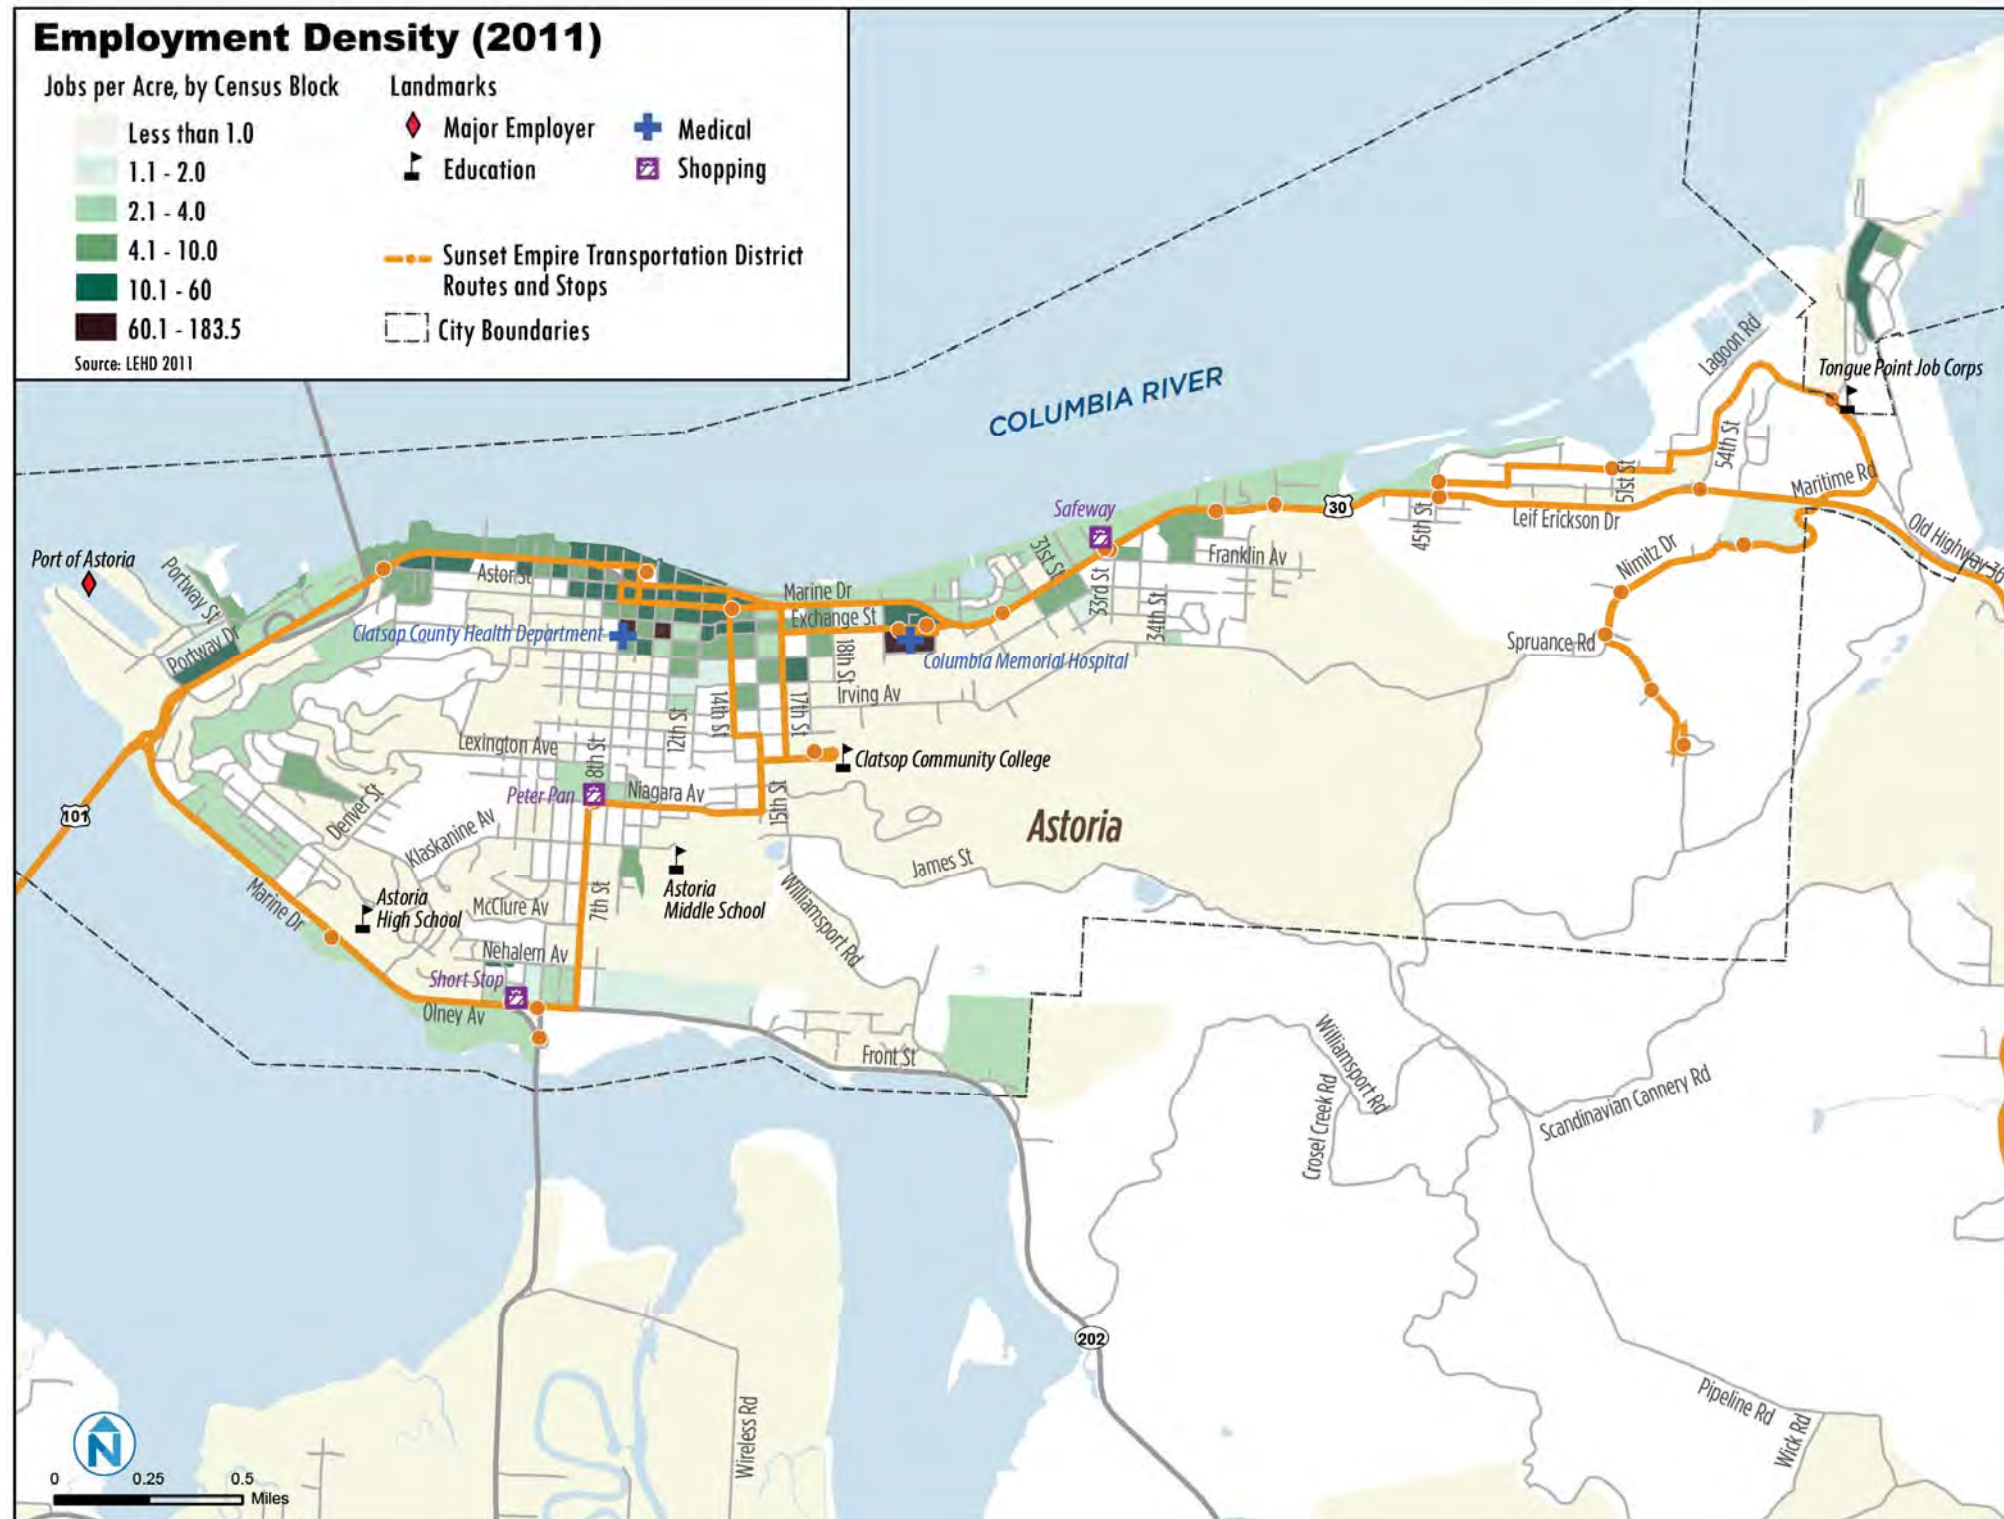 Employment Density (2011)
Jobs per Acre, by Census Block
Less than 1.0
1.1 - 2.0
2.1 - 4.0
4.1 - 10.0
10.1 - 60
60.1 - 183.5
Source: LEHD 2011
Landmarks
Major Employer
Medical
Education
Shopping
Sunset Empire Transportation District
Routes and Stops
City Boundaries
COLUMBIA RIVER
Lagoon Rd
Tongue Point Job Corps
54th St
Maritime Rd
51st St
30
Safeway
45th St
Leif Erickson Dr
Old Highway 30
Nimitz Dr
Port of Astoria
Portway St
Astor St
31st St
Franklin Av
Marine Dr
33rd St
34th St
Exchange St
Clatsop County Health Department
Portway Dr
18th St
Columbia Memorial Hospital
Spruance Rd
Irving Av
14th St
17th St
12th St
Lexington Ave
8th St
Clatsop Community College
Peter Pan
Niagara Av
15th St
101
Denver St
Klaskanine Av
Astoria
James St
Astoria
Middle School
Astoria
High School
McClure Av
7th St
Williamsport Rd
Marine Dr
Nehalem Av
Short Stop
Olney Av
Front St
Williamsport Rd
Crosel Creek Rd
Scandinavian Cannery Rd
202
Pipeline Rd
Wick Rd
Wireless Rd
N
0 0.25 0.5
Miles